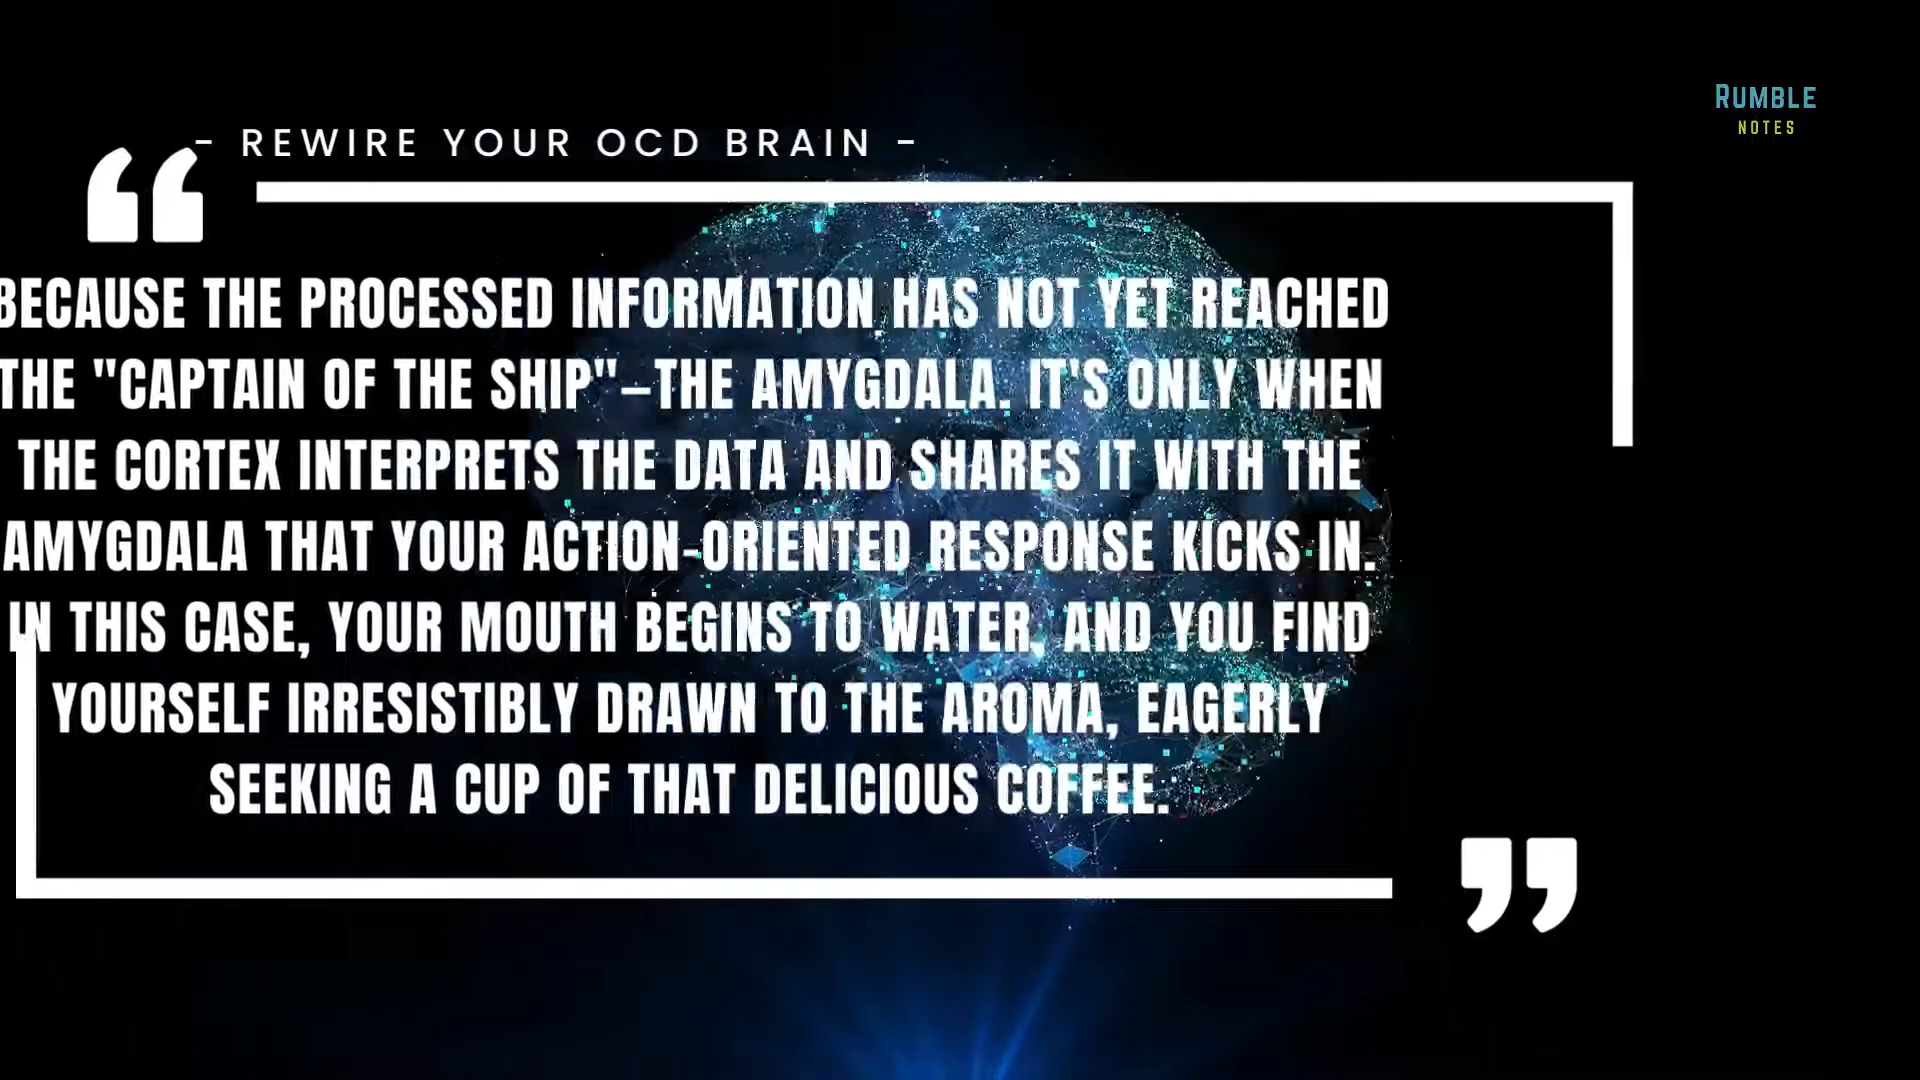 RUMBLE
NOTES
- REWIRE YOUR OCD BRAIN -
“
BECAUSE THE PROCESSED INFORMATION HAS NOT YET REACHED
THE "CAPTAIN OF THE SHIP"–THE AMYGDALA. IT'S ONLY WHEN
THE CORTEX INTERPRETS THE DATA AND SHARES IT WITH THE
AMYGDALA THAT YOUR ACTION-ORIENTED RESPONSE KICKS IN.
IN THIS CASE, YOUR MOUTH BEGINS TO WATER, AND YOU FIND
YOURSELF IRRESISTIBLY DRAWN TO THE AROMA, EAGERLY
SEEKING A CUP OF THAT DELICIOUS COFFEE.
”